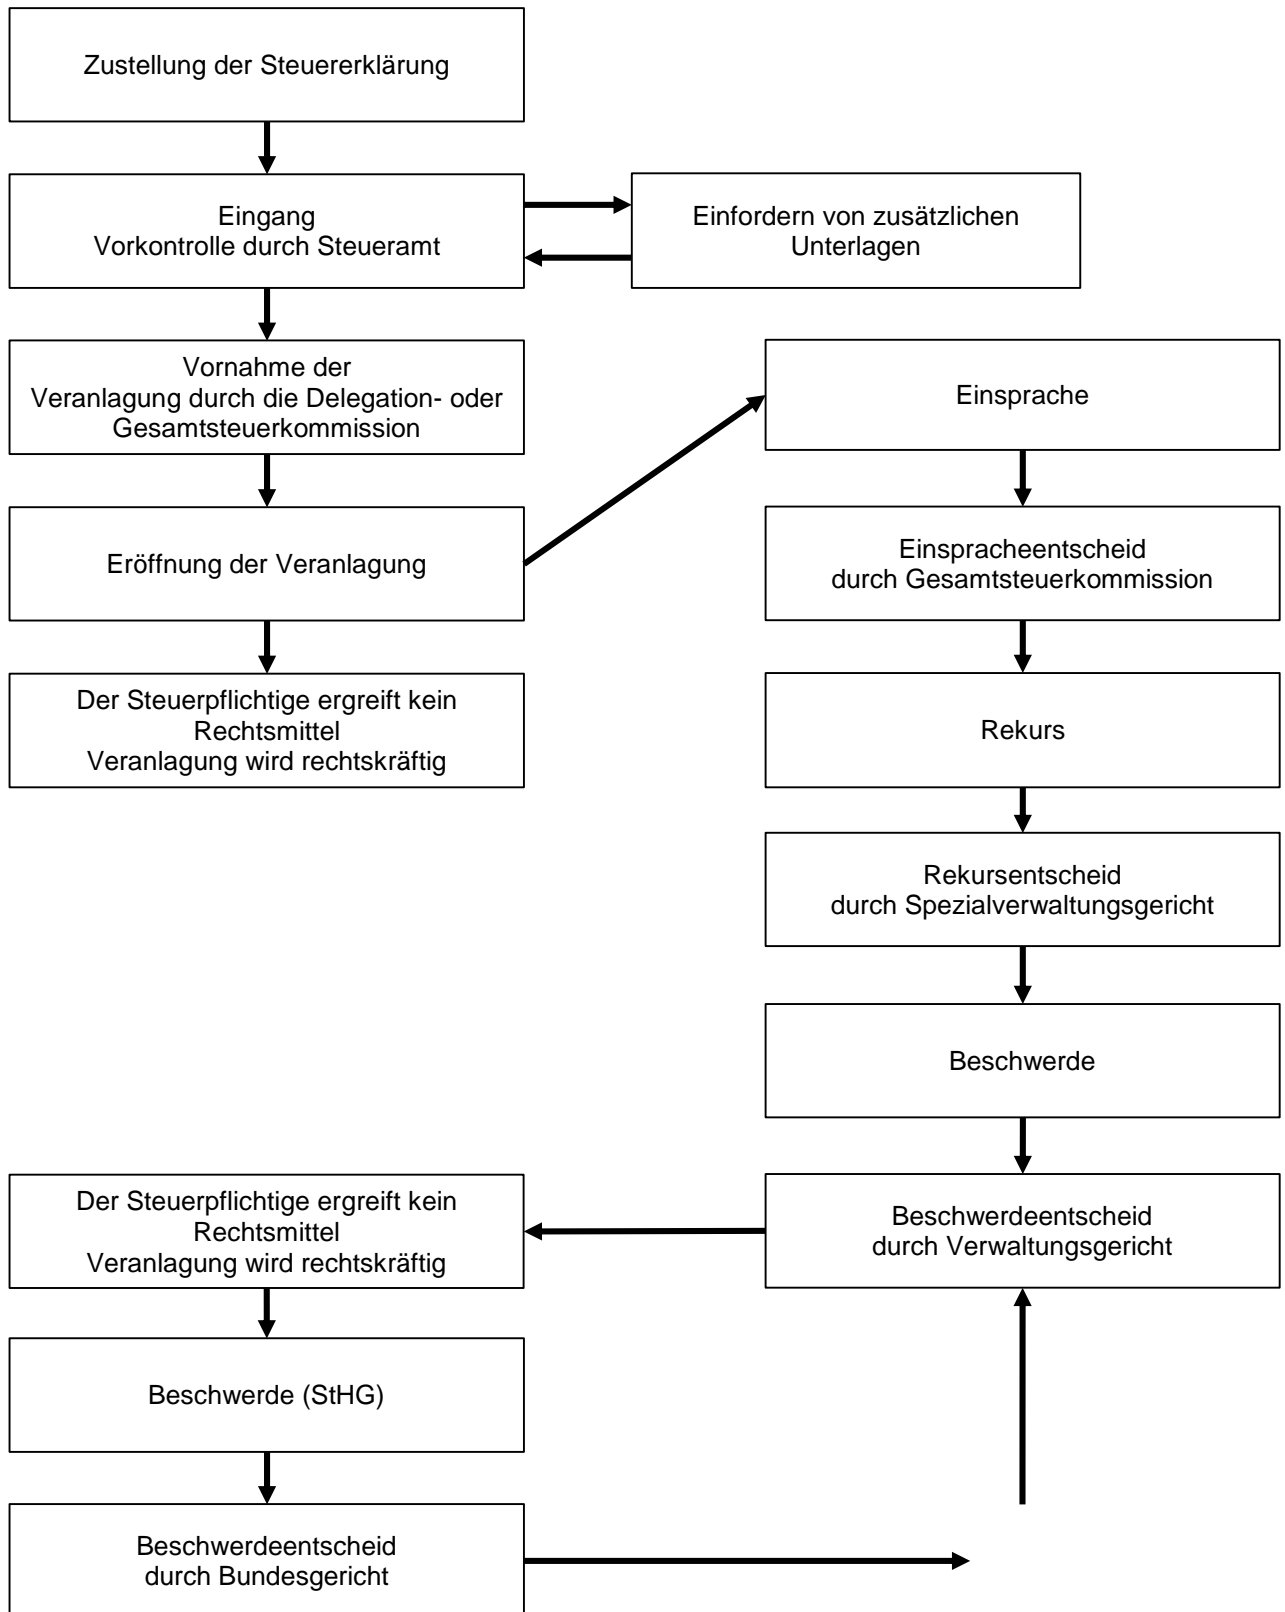 Zustellung der Steuererklärung
Eingang
Vorkontrolle durch Steueramt
Einfordern von zusätzlichen
Unterlagen
Vornahme der
Veranlagung durch die Delegation- oder
Gesamtsteuerkommission
Eröffnung der Veranlagung
Der Steuerpflichtige ergreift kein
Rechtsmittel
Veranlagung wird rechtskräftig
Einsprache
Einspracheentscheid
durch Gesamtsteuerkommission
Rekurs
Rekursentscheid
durch Spezialverwaltungsgericht
Beschwerde
Beschwerdeentscheid
durch Verwaltungsgericht
Der Steuerpflichtige ergreift kein
Rechtsmittel
Veranlagung wird rechtskräftig
Beschwerde (StHG)
Beschwerdeentscheid
durch Bundesgericht